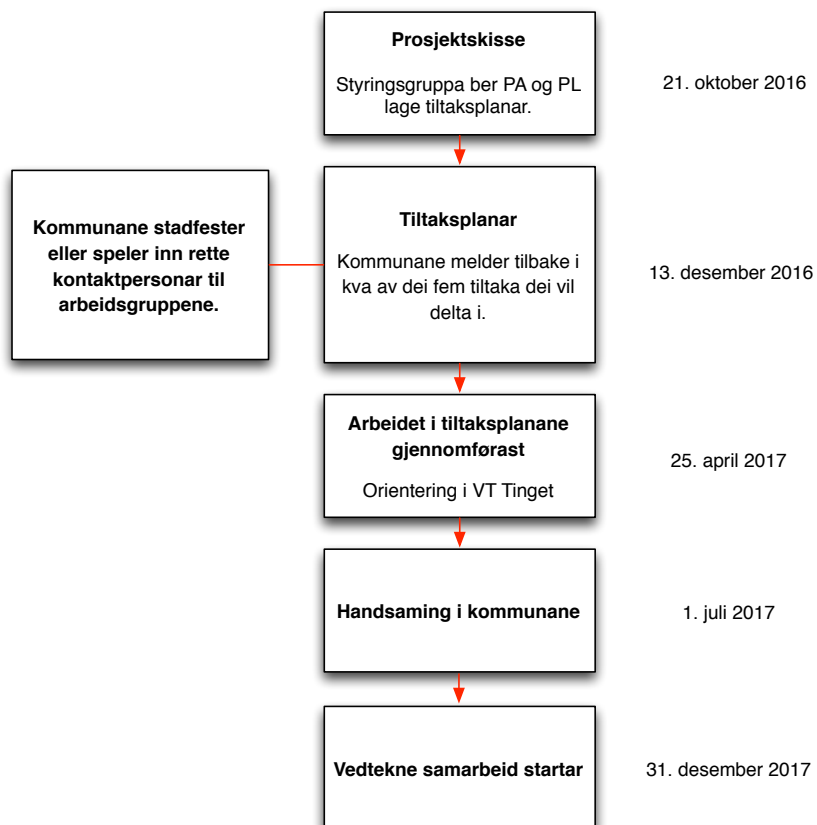 Prosjektskisse
Styringsgruppa ber PA og PL
lage tiltaksplanar.
21. oktober 2016
Kommunane stadfester
eller speler inn rette
kontaktpersonar til
arbeidsgruppene.
Tiltaksplanar
Kommunane melder tilbake i
kva av dei fem tiltaka dei vil
delta i.
13. desember 2016
Arbeidet i tiltaksplanane
gjennomførast
Orientering i VT Tinget
25. april 2017
Handsaming i kommunane
1. juli 2017
Vedtekne samarbeid startar
31. desember 2017